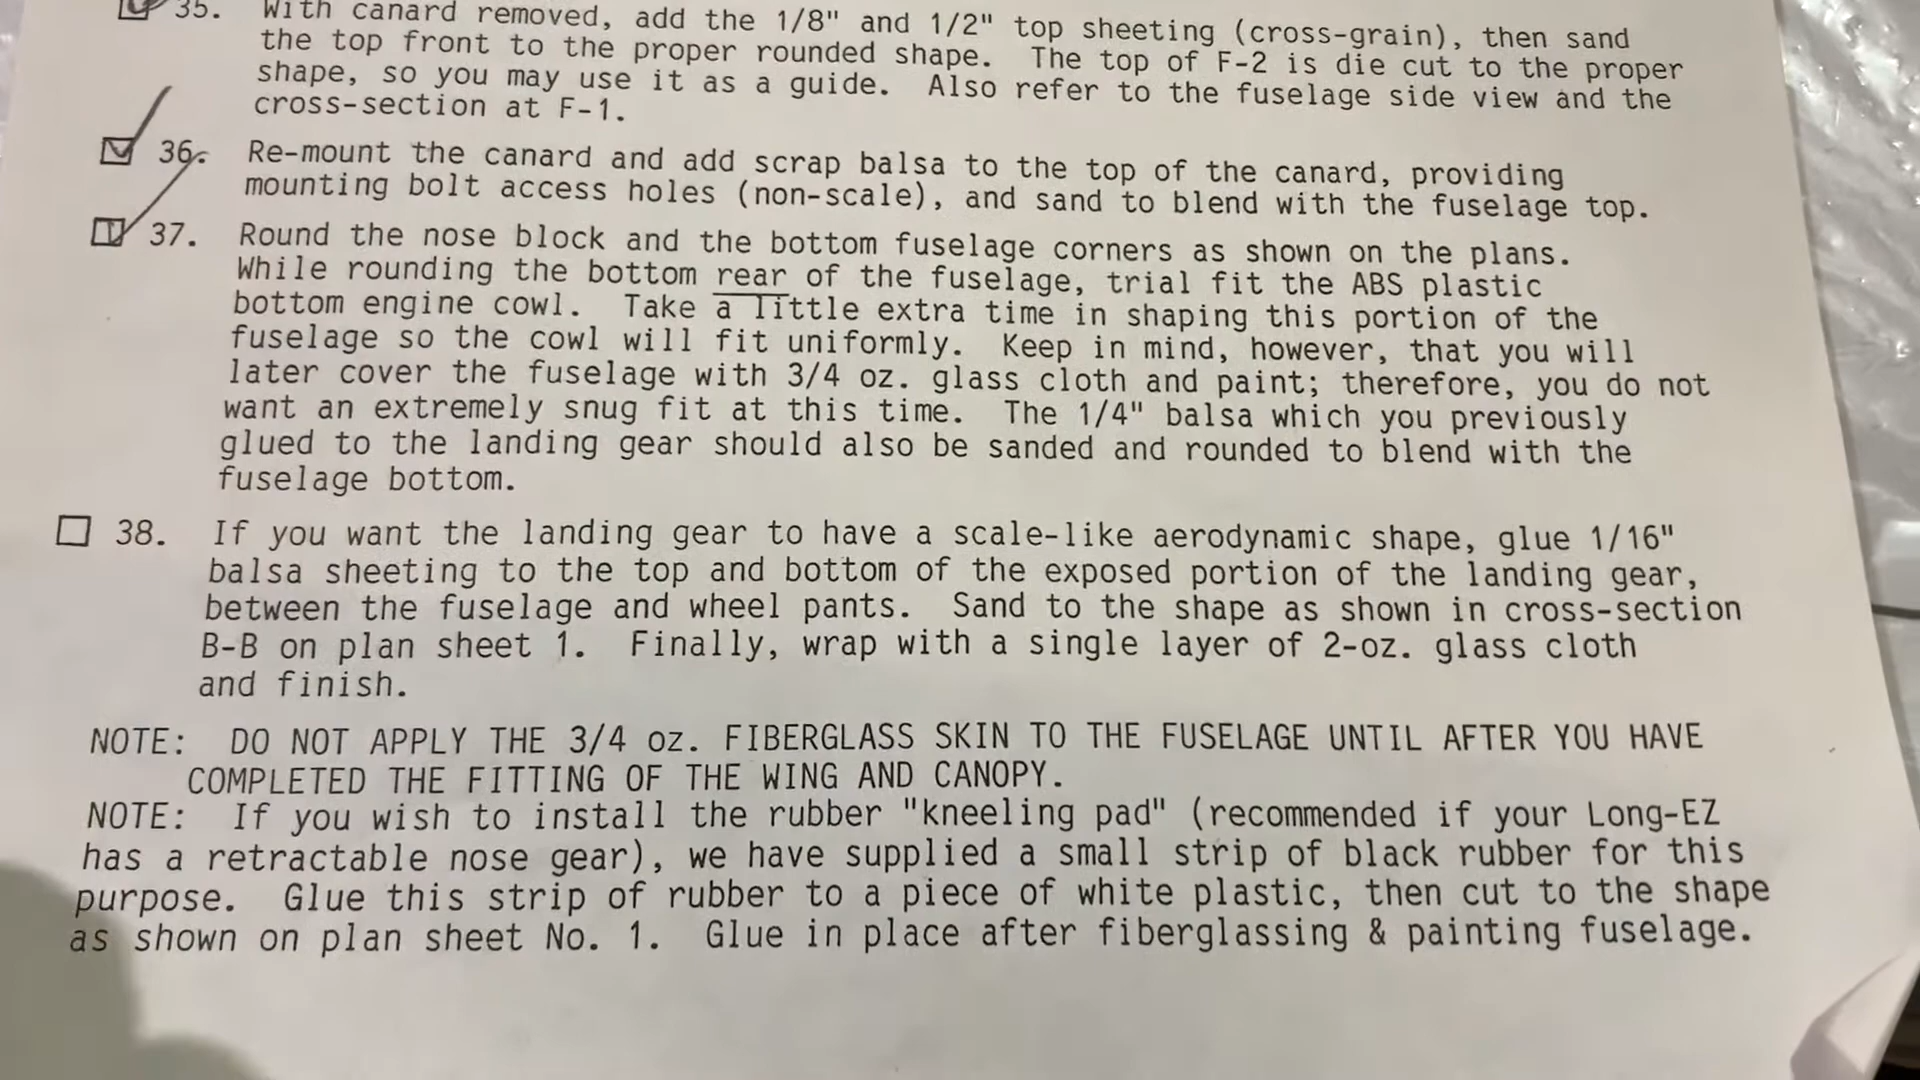 35. With canard removed, add the 1/8" and 1/2" top sheeting (cross-grain), then sand
the top front to the proper rounded shape. The top of F-2 is die cut to the proper
shape, so you may use it as a guide. Also refer to the fuselage side view and the
cross-section at F-1.
36. Re-mount the canard and add scrap balsa to the top of the canard, providing
mounting bolt access holes (non-scale), and sand to blend with the fuselage top.
37. Round the nose block and the bottom fuselage corners as shown on the plans.
While rounding the bottom rear of the fuselage, trial fit the ABS plastic
bottom engine cowl. Take a little extra time in shaping this portion of the
fuselage so the cowl will fit uniformly. Keep in mind, however, that you will
later cover the fuselage with 3/4 oz. glass cloth and paint; therefore, you do not
want an extremely snug fit at this time. The 1/4" balsa which you previously
glued to the landing gear should also be sanded and rounded to blend with the
fuselage bottom.
38. If you want the landing gear to have a scale-like aerodynamic shape, glue 1/16"
balsa sheeting to the top and bottom of the exposed portion of the landing gear,
between the fuselage and wheel pants. Sand to the shape as shown in cross-section
B-B on plan sheet 1. Finally, wrap with a single layer of 2-oz. glass cloth
and finish.
NOTE: DO NOT APPLY THE 3/4 oz. FIBERGLASS SKIN TO THE FUSELAGE UNTIL AFTER YOU HAVE
COMPLETED THE FITTING OF THE WING AND CANOPY.
NOTE: If you wish to install the rubber "kneeling pad" (recommended if your Long-EZ
has a retractable nose gear), we have supplied a small strip of black rubber for this
purpose. Glue this strip of rubber to a piece of white plastic, then cut to the shape
as shown on plan sheet No. 1. Glue in place after fiberglassing & painting fuselage.